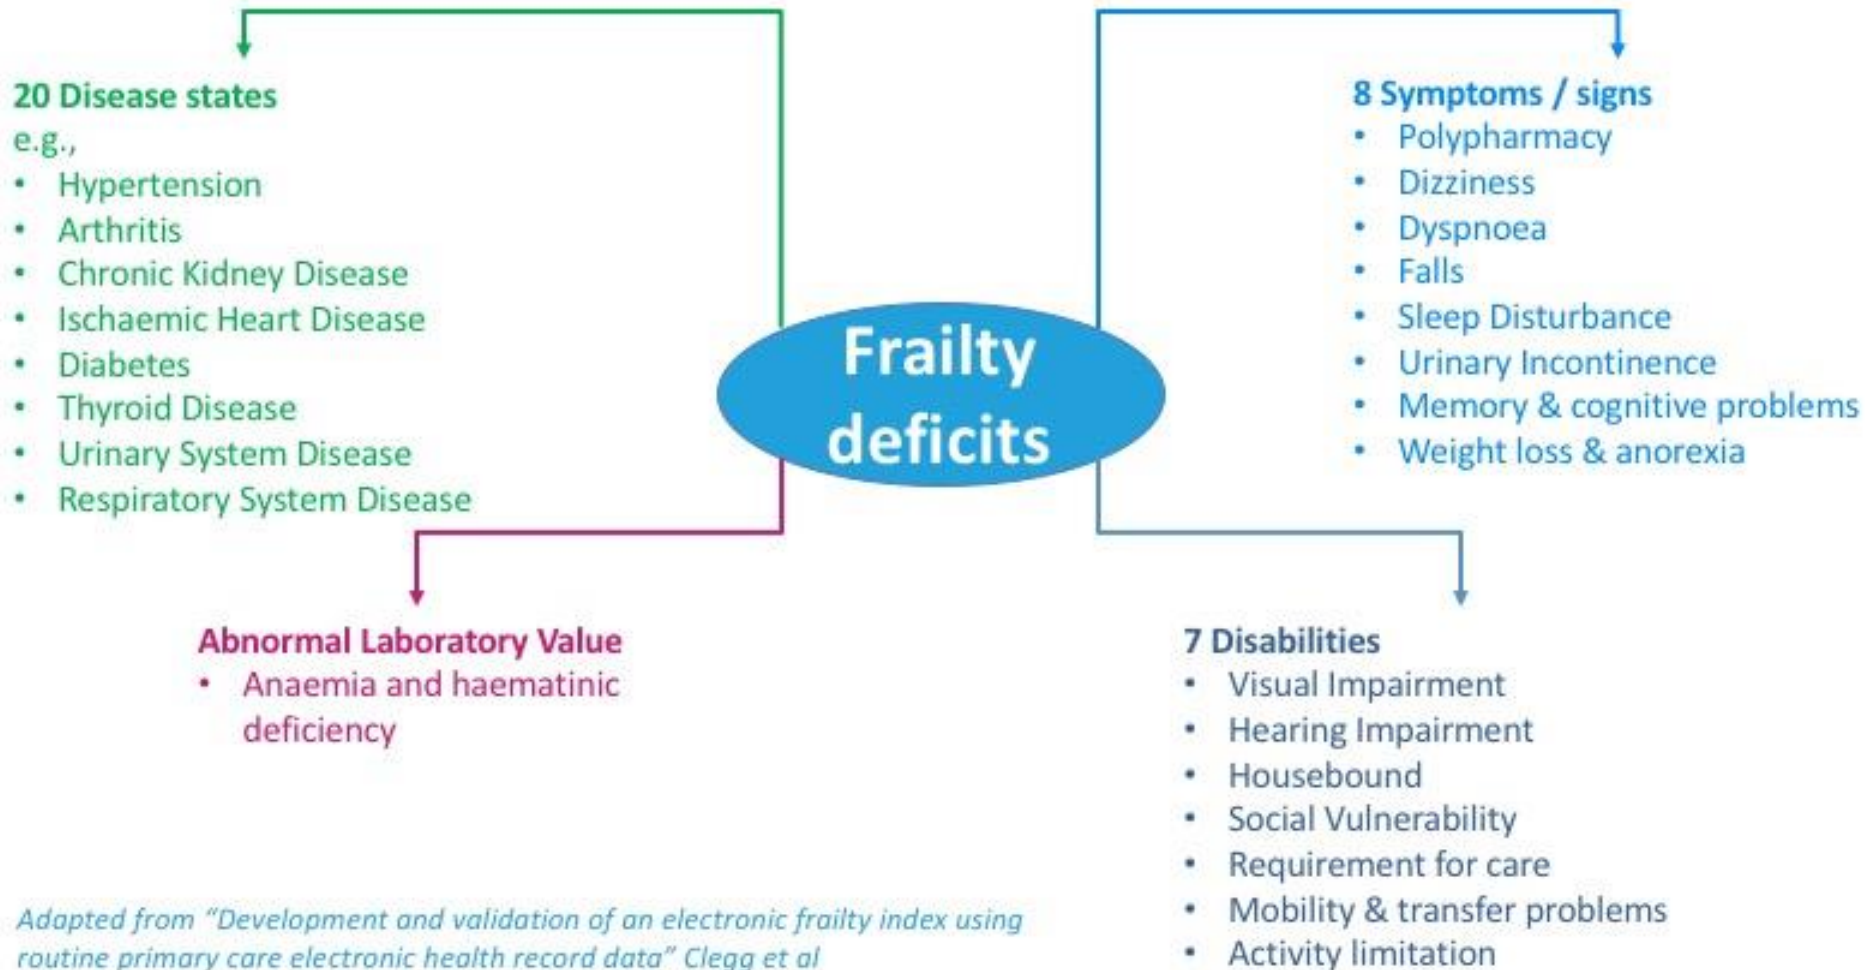 20 Disease states
e.g.,
• Hypertension
• Arthritis
• Chronic Kidney Disease
• Ischaemic Heart Disease
• Diabetes
• Thyroid Disease
• Urinary System Disease
• Respiratory System Disease
8 Symptoms / signs
• Polypharmacy
• Dizziness
• Dyspnoea
• Falls
• Sleep Disturbance
• Urinary Incontinence
• Memory & cognitive problems
• Weight loss & anorexia
Frailty
deficits
Abnormal Laboratory Value
• Anaemia and haematinic
deficiency
7 Disabilities
• Visual Impairment
• Hearing Impairment
• Housebound
• Social Vulnerability
• Requirement for care
• Mobility & transfer problems
• Activity limitation
Adapted from "Development and validation of an electronic frailty index using
routine primary care electronic health record data" Clegg et al